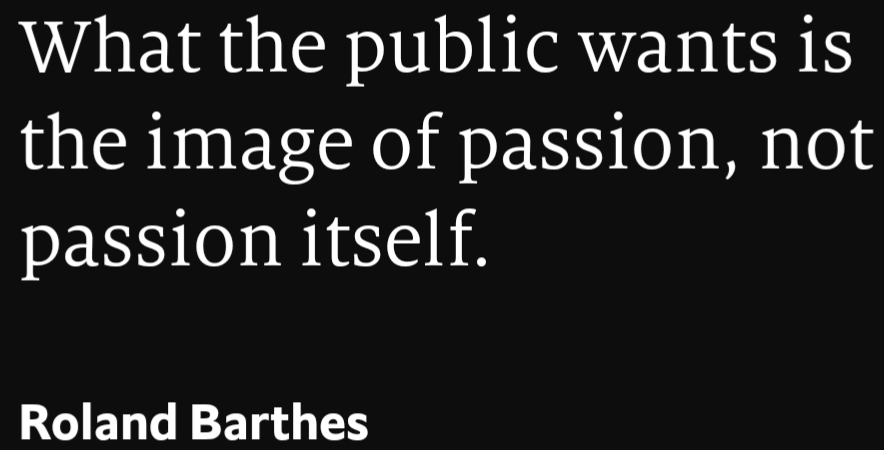 What the public wants is
the image of passion, not
passion itself.
Roland Barthes